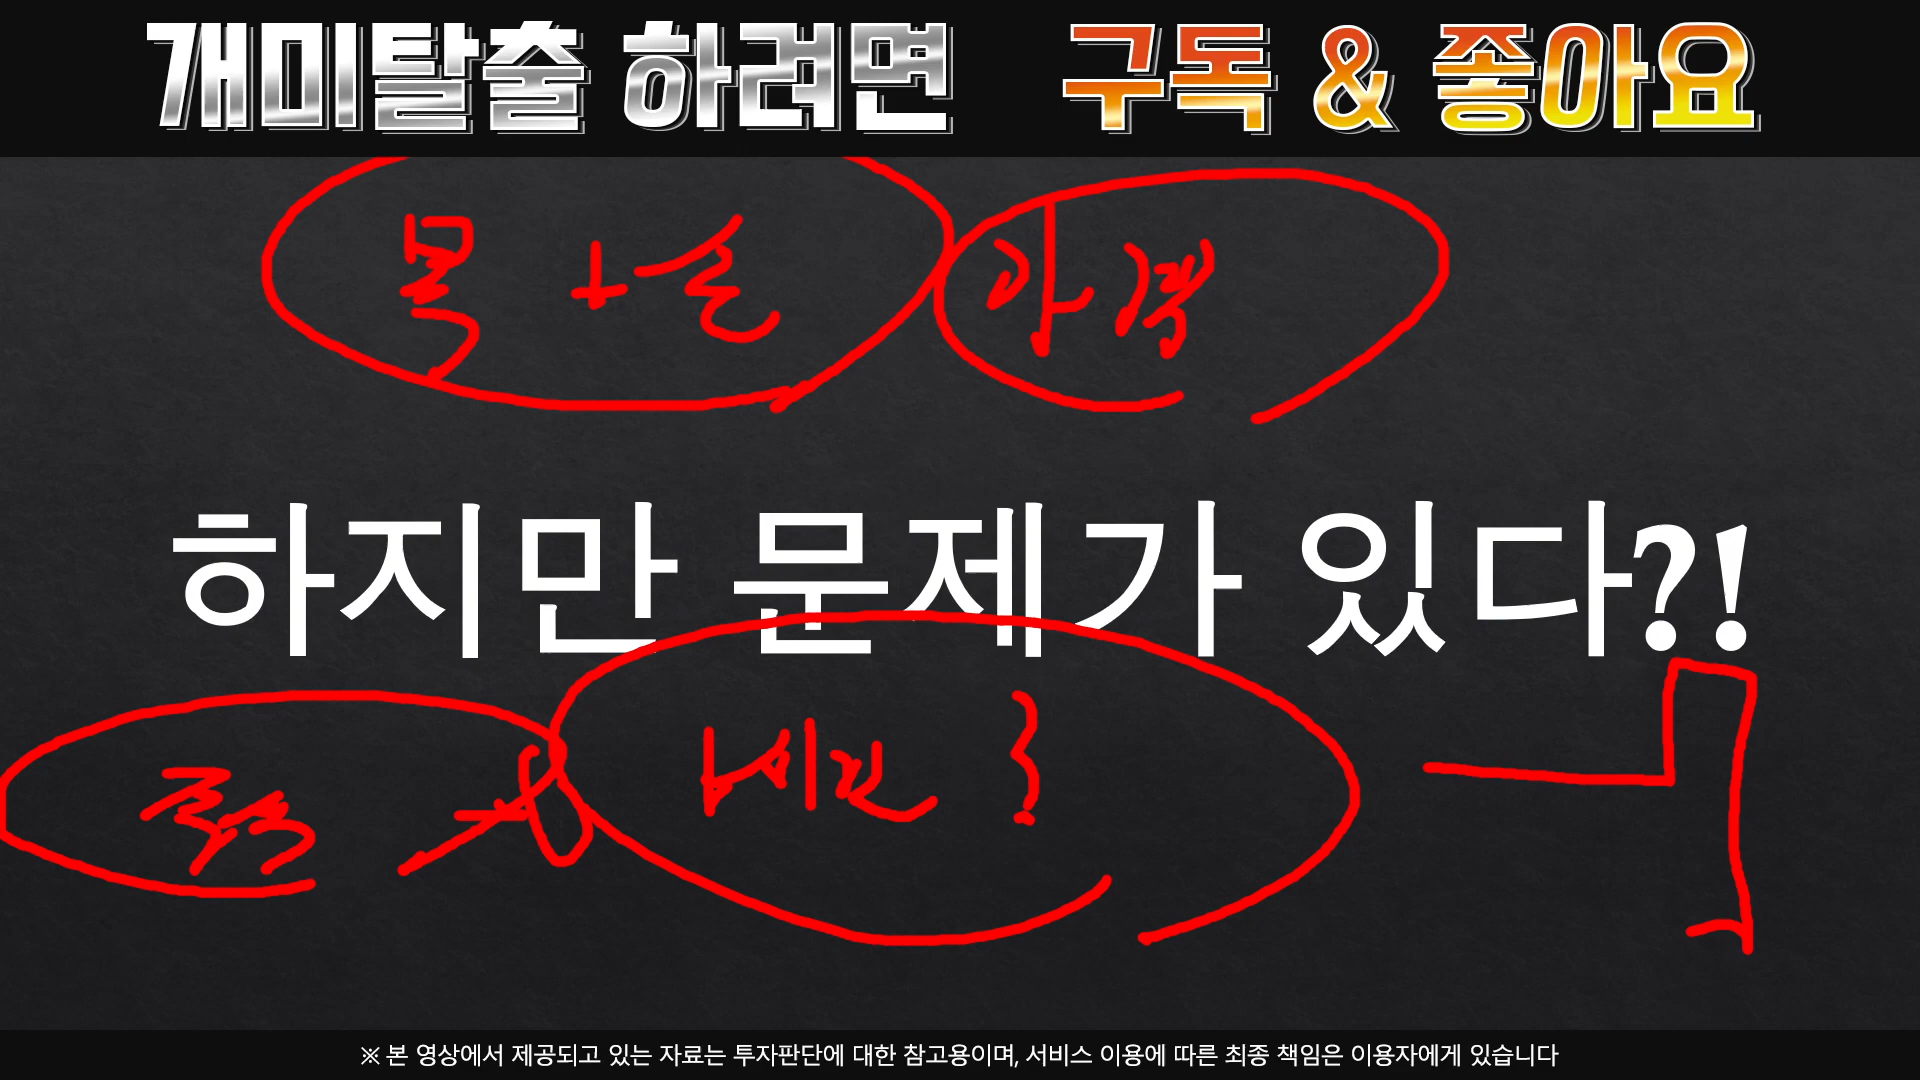 개미탈출 하려면 구독 & 좋아요
하지만 문제가 있다?!
※ 본 영상에서 제공되고 있는 자료는 투자판단에 대한 참고용이며, 서비스 이용에 따른 최종 책임은 이용자에게 있습니다